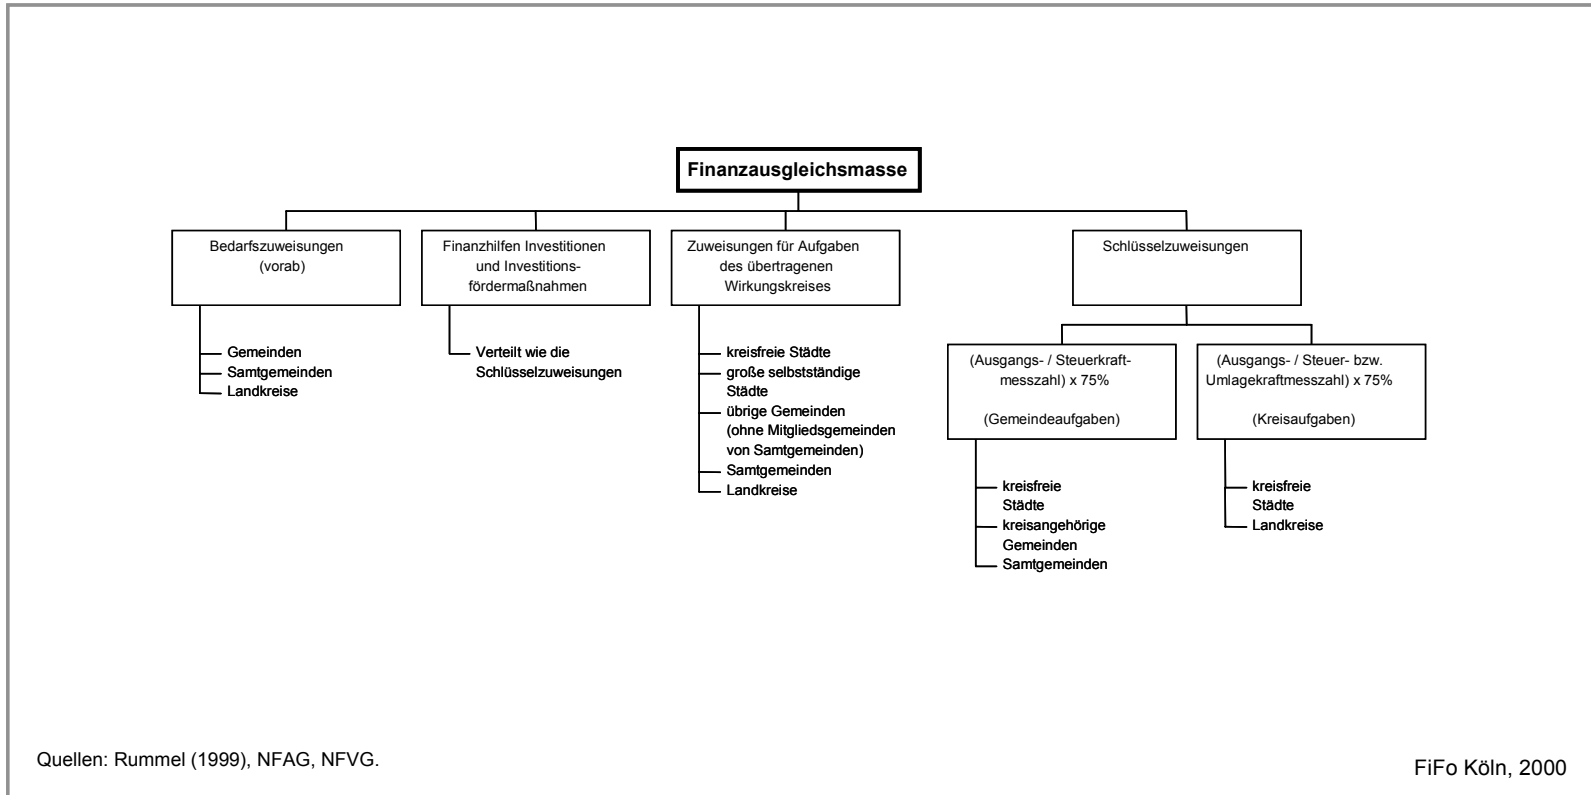 Finanzausgleichsmasse
Bedarfszuweisungen
(vorab)
Gemeinden
Samtgemeinden
Landkreise
Finanzhilfen Investitionen
und Investitions-
fördermaßnahmen
Verteilt wie die
Schlüsselzuweisungen
Zuweisungen für Aufgaben
des übertragenen
Wirkungskreises
kreisfreie Städte
große selbstständige
Städte
übrige Gemeinden
(ohne Mitgliedsgemeinden
von Samtgemeinden)
Samtgemeinden
Landkreise
Schlüsselzuweisungen
(Ausgangs- / Steuerkraft-
messzahl) x 75%
(Gemeindeaufgaben)
kreisfreie
Städte
kreisangehörige
Gemeinden
Samtgemeinden
(Ausgangs- / Steuer- bzw.
Umlagekraftmesszahl) x 75%
(Kreisaufgaben)
kreisfreie
Städte
Landkreise
Quellen: Rummel (1999), NFAG, NFVG.
FiFo Köln, 2000